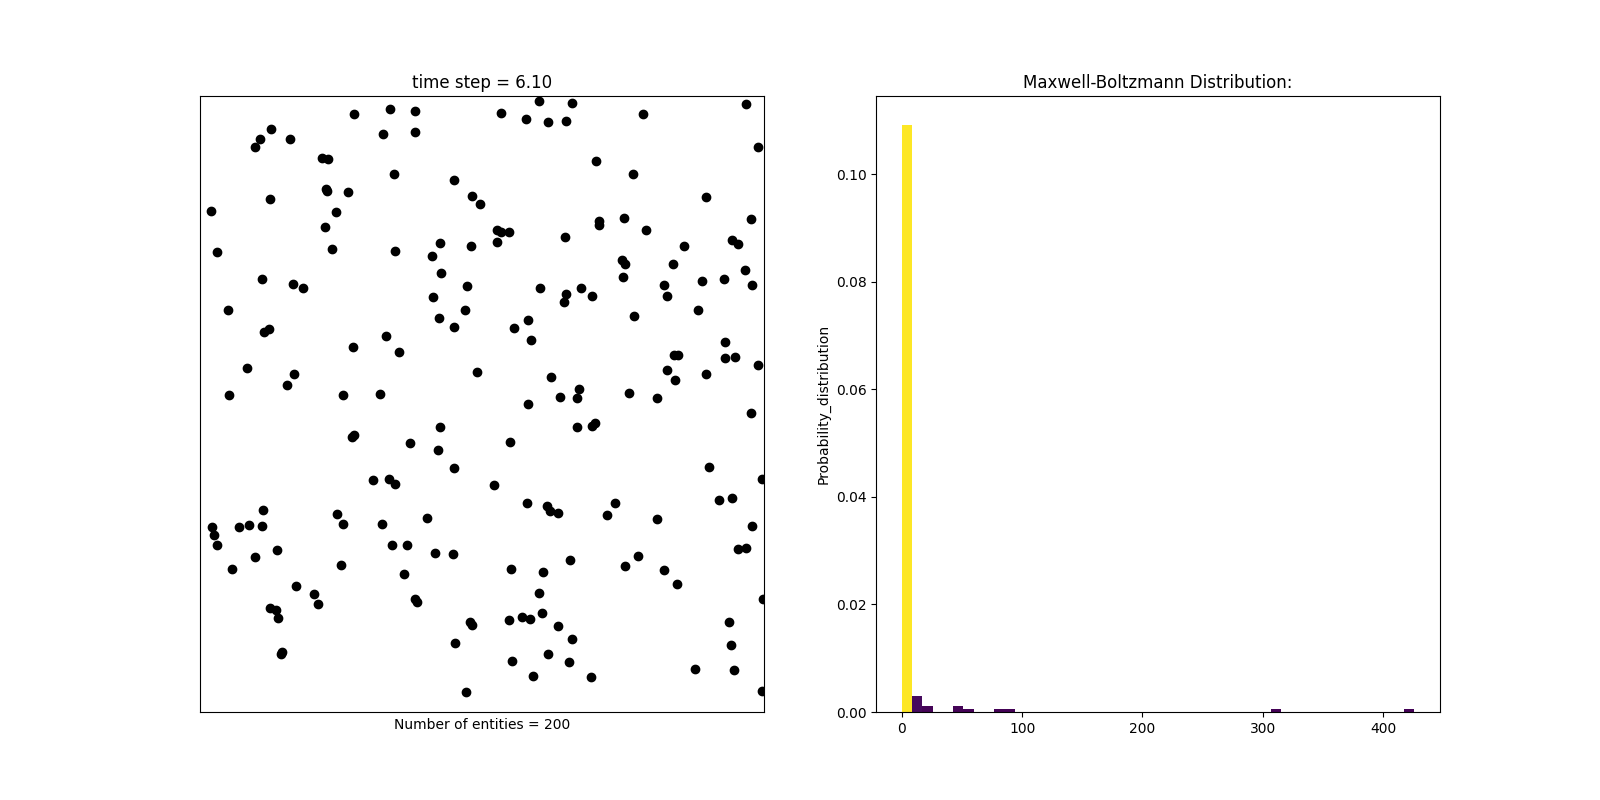 time step = 6.10
Number of entities = 200
Maxwell-Boltzmann Distribution:
Probability_distribution
0.10
0.08
0.06
0.04
0.02
0.00
0 100 200 300 400